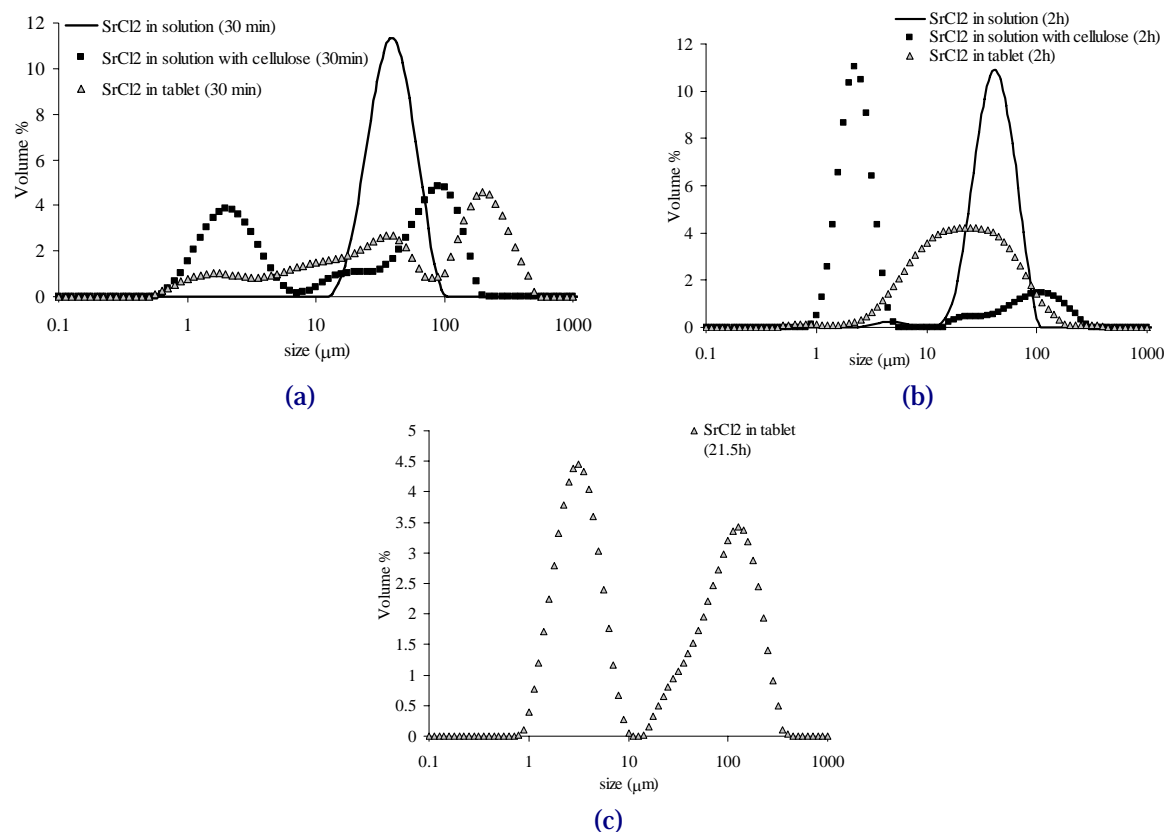 SrCl2 in solution (30 min)
SrCl2 in solution with cellulose (30min)
SrCl2 in tablet (30 min)
12
10
8
6
4
2
0
Volume %
0.1
1
10
100
1000
size (μm)
(a)
SrCl2 in solution (2h)
SrCl2 in solution with cellulose (2h)
SrCl2 in tablet (2h)
12
10
8
6
4
2
0
Volume %
0.1
1
10
100
1000
size (μm)
(b)
SrCl2 in tablet
(21.5h)
5
4.5
4
3.5
3
2.5
2
1.5
1
0.5
0
Volume %
0.1
1
10
100
1000
size (μm)
(c)